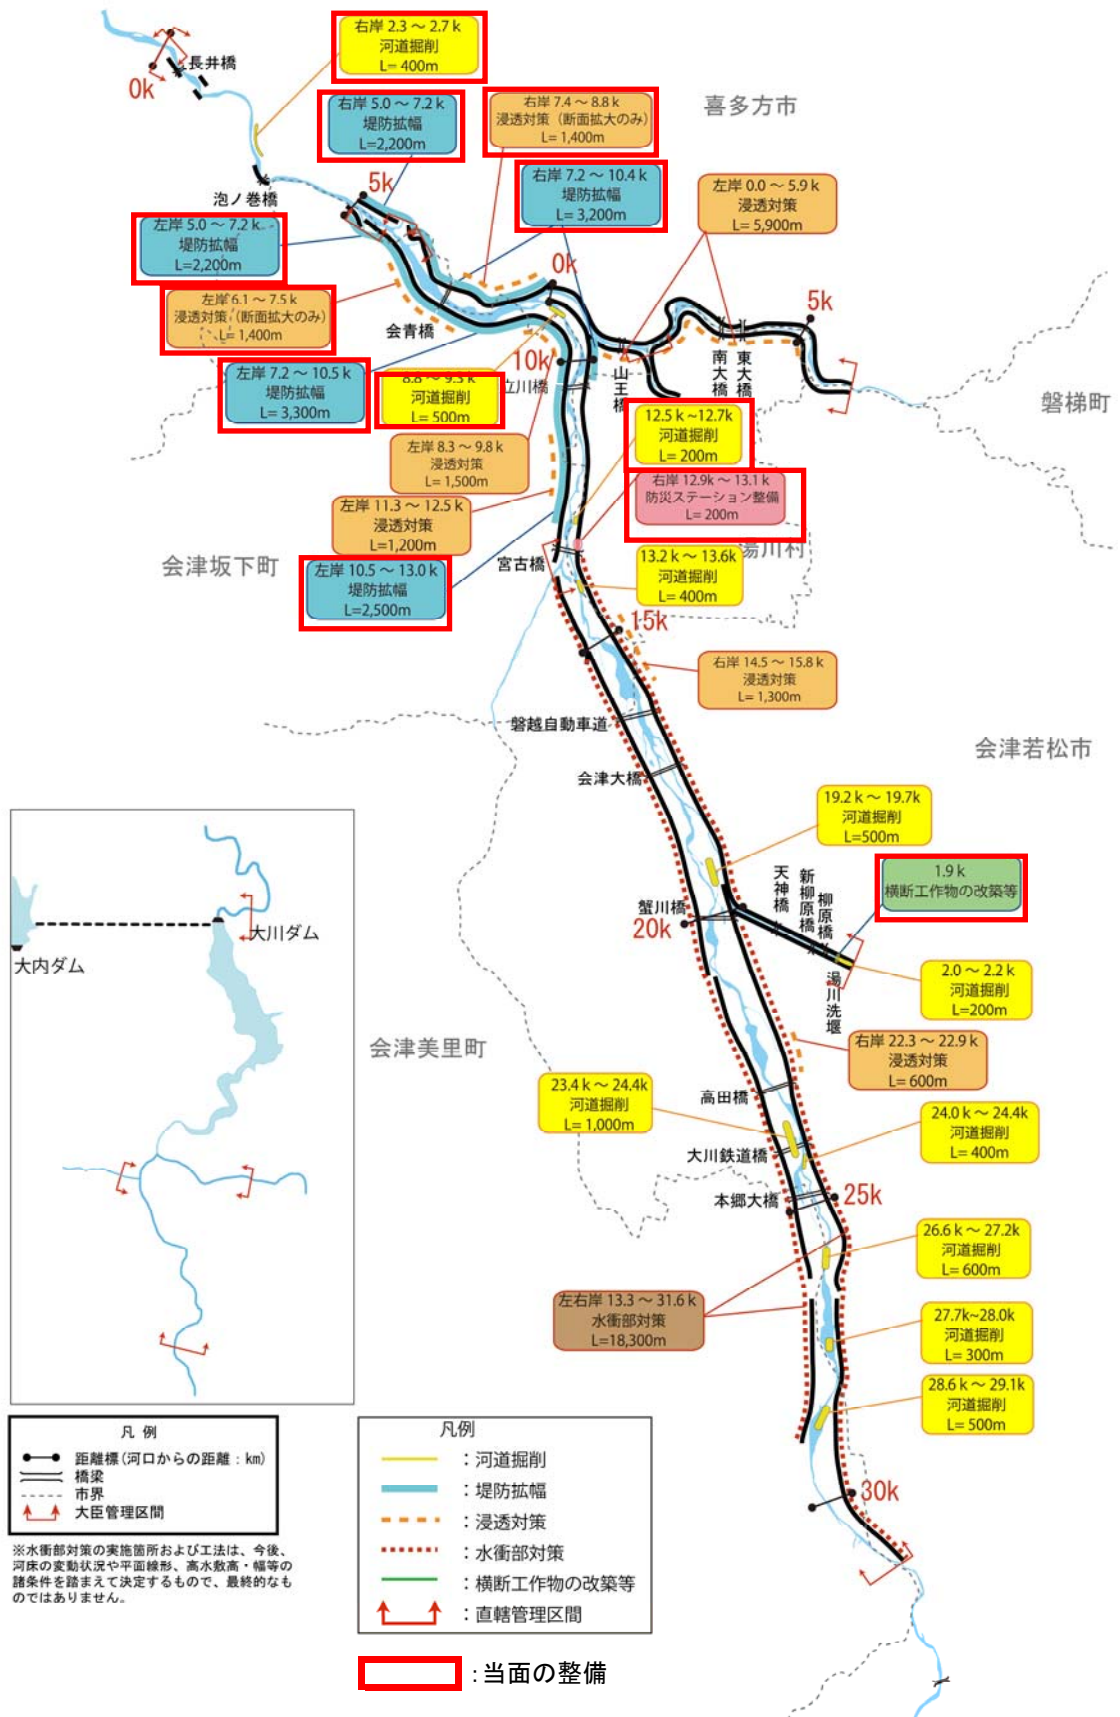 右岸 2.3 ～ 2.7 k
河道掘削
L= 400m
長井橋
0k
右岸 5.0 ～ 7.2 k
堤防拡幅
L=2,200m
右岸 7.4 ～ 8.8 k
浸透対策（断面拡大のみ）
L= 1,400m
喜多方市
右岸 7.2 ～ 10.4 k
堤防拡幅
L= 3,200m
左岸 0.0 ～ 5.9 k
浸透対策
L= 5,900m
泡ノ巻橋
5k
左岸 5.0 ～ 7.2 k
堤防拡幅
L=2,200m
0k
5k
左岸 6.1 ～ 7.5 k
浸透対策（断面拡大のみ）
L= 1,400m
会青橋
10k
立川橋
山王橋
南大橋
東大橋
磐梯町
左岸 7.2 ～ 10.5 k
堤防拡幅
L= 3,300m
8.8 ～ 9.3 k
河道掘削
L= 500m
12.5 k ~12.7k
河道掘削
L= 200m
左岸 8.3 ～ 9.8 k
浸透対策
L= 1,500m
右岸 12.9k ～ 13.1 k
防災ステーション整備
L= 200m
左岸 11.3 ～ 12.5 k
浸透対策
L=1,200m
湯川村
会津坂下町
宮古橋
13.2 k ～ 13.6k
河道掘削
L= 400m
左岸 10.5 ～ 13.0 k
堤防拡幅
L=2,500m
15k
右岸 14.5 ～ 15.8 k
浸透対策
L= 1,300m
磐越自動車道
会津若松市
会津大橋
19.2 k ～ 19.7k
河道掘削
L=500m
1.9 k
横断工作物の改築等
天神橋
新柳原橋
柳原橋
湯川洗堰
蟹川橋
20k
大川ダム
大内ダム
2.0 ～ 2.2 k
河道掘削
L=200m
会津美里町
右岸 22.3 ～ 22.9 k
浸透対策
L= 600m
23.4 k ～ 24.4k
河道掘削
L= 1,000m
高田橋
24.0 k ～ 24.4k
河道掘削
L= 400m
大川鉄道橋
本郷大橋
25k
26.6 k ～ 27.2k
河道掘削
L= 600m
左右岸 13.3 ～ 31.6 k
水衝部対策
L=18,300m
27.7k~28.0k
河道掘削
L= 300m
28.6 k ～ 29.1k
河道掘削
L= 500m
30k
凡 例
距離標(河口からの距離 : km)
橋梁
市界
大臣管理区間
※水衝部対策の実施箇所および工法は、今後、
河床の変動状況や平面線形、高水敷高・幅等の
諸条件を踏まえて決定するもので、最終的なも
のではありません。
凡例
：河道掘削
：堤防拡幅
：浸透対策
：水衝部対策
：横断工作物の改築等
：直轄管理区間
：当面の整備